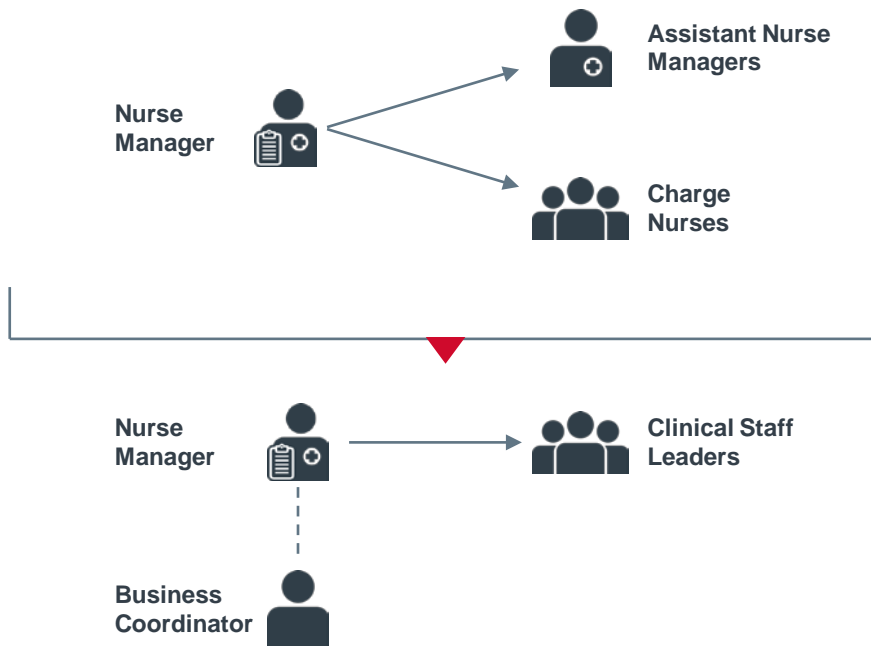 Assistant Nurse
Managers
Nurse
Manager
Charge
Nurses
Nurse
Manager
Clinical Staff
Leaders
Business
Coordinator